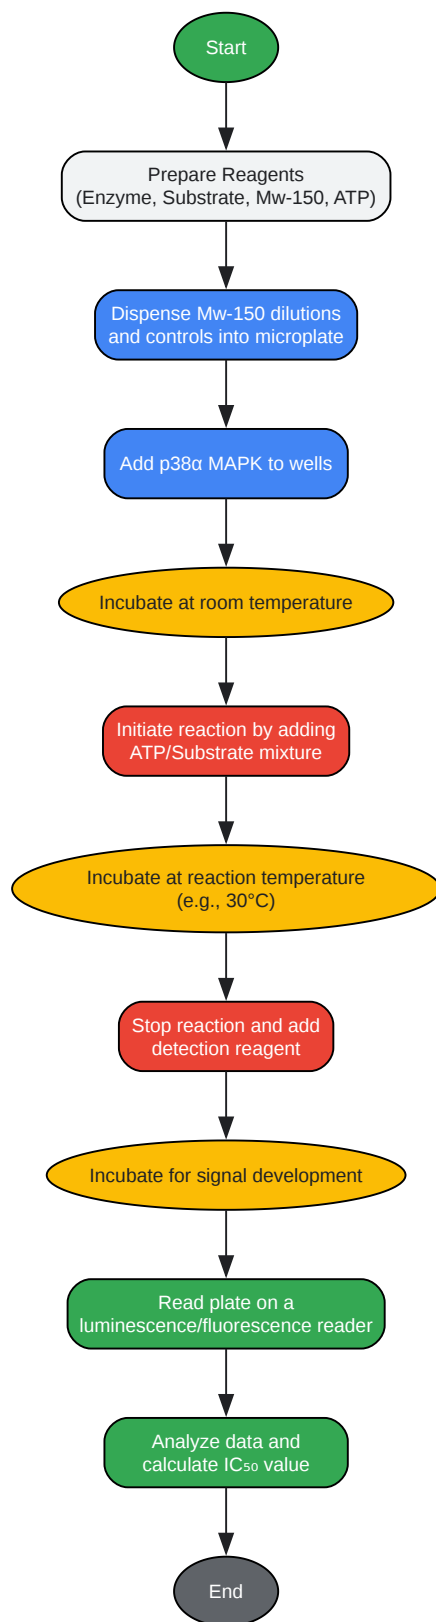 Start
Prepare Reagents
(Enzyme, Substrate, Mw-150, ATP)
Dispense Mw-150 dilutions
and controls into microplate
Add p38α MAPK to wells
Incubate at room temperature
Initiate reaction by adding
ATP/Substrate mixture
Incubate at reaction temperature
(e.g., 30°C)
Stop reaction and add
detection reagent
Incubate for signal development
Read plate on a
luminescence/fluorescence reader
Analyze data and
calculate IC₅₀ value
End